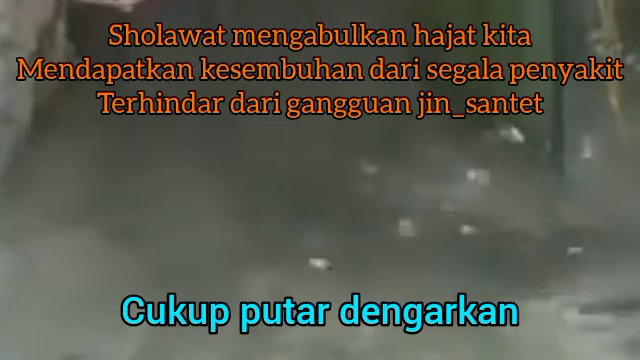 Sholawat mengabulkan hajat kita
Mendapatkan kesembuhan dari segala penyakit
Terhindar dari gangguan jin_santet
Cukup putar dengarkan